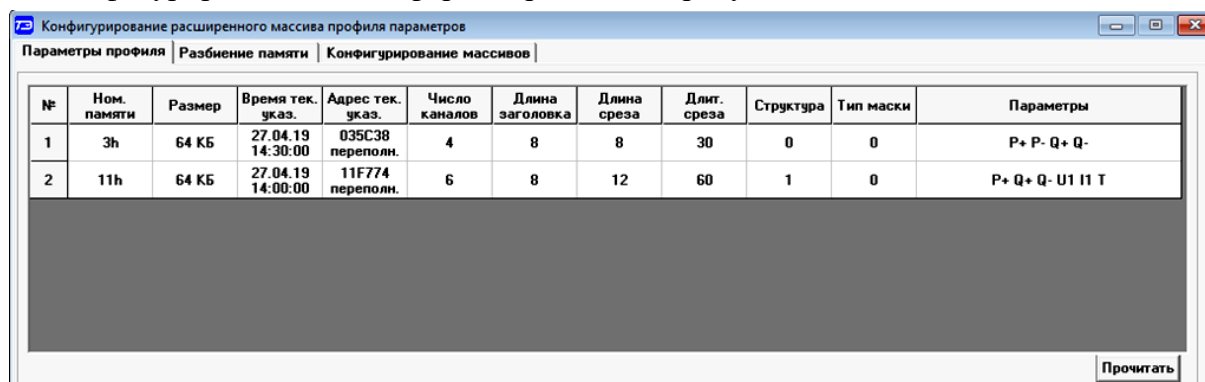 ТЭ Конфигурирование расширенного массива профиля параметров
Параметры профиля Разбиение памяти Конфигурирование массивов
№ Ном. памяти Размер Время тек. указ. Адрес тек. указ. Число каналов Длина заголовка Длина среза Длит. среза Структура Тип маски Параметры
1 3h 64 КБ 27.04.19 14:30:00 035C38 переполн. 4 8 8 30 0 0 P+ P- Q+ Q-
2 11h 64 КБ 27.04.19 14:00:00 11F774 переполн. 6 8 12 60 1 0 P+ Q+ Q- U1 I1 T
Прочитать